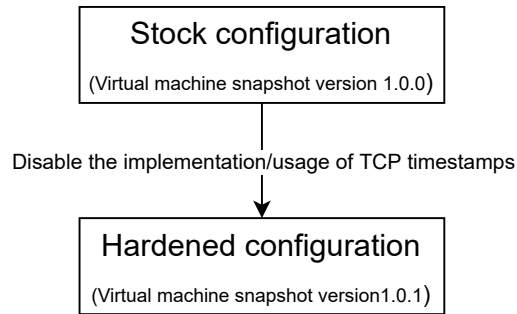 Stock configuration
(Virtual machine snapshot version 1.0.0)
Disable the implementation/usage of TCP timestamps
Hardened configuration
(Virtual machine snapshot version1.0.1)